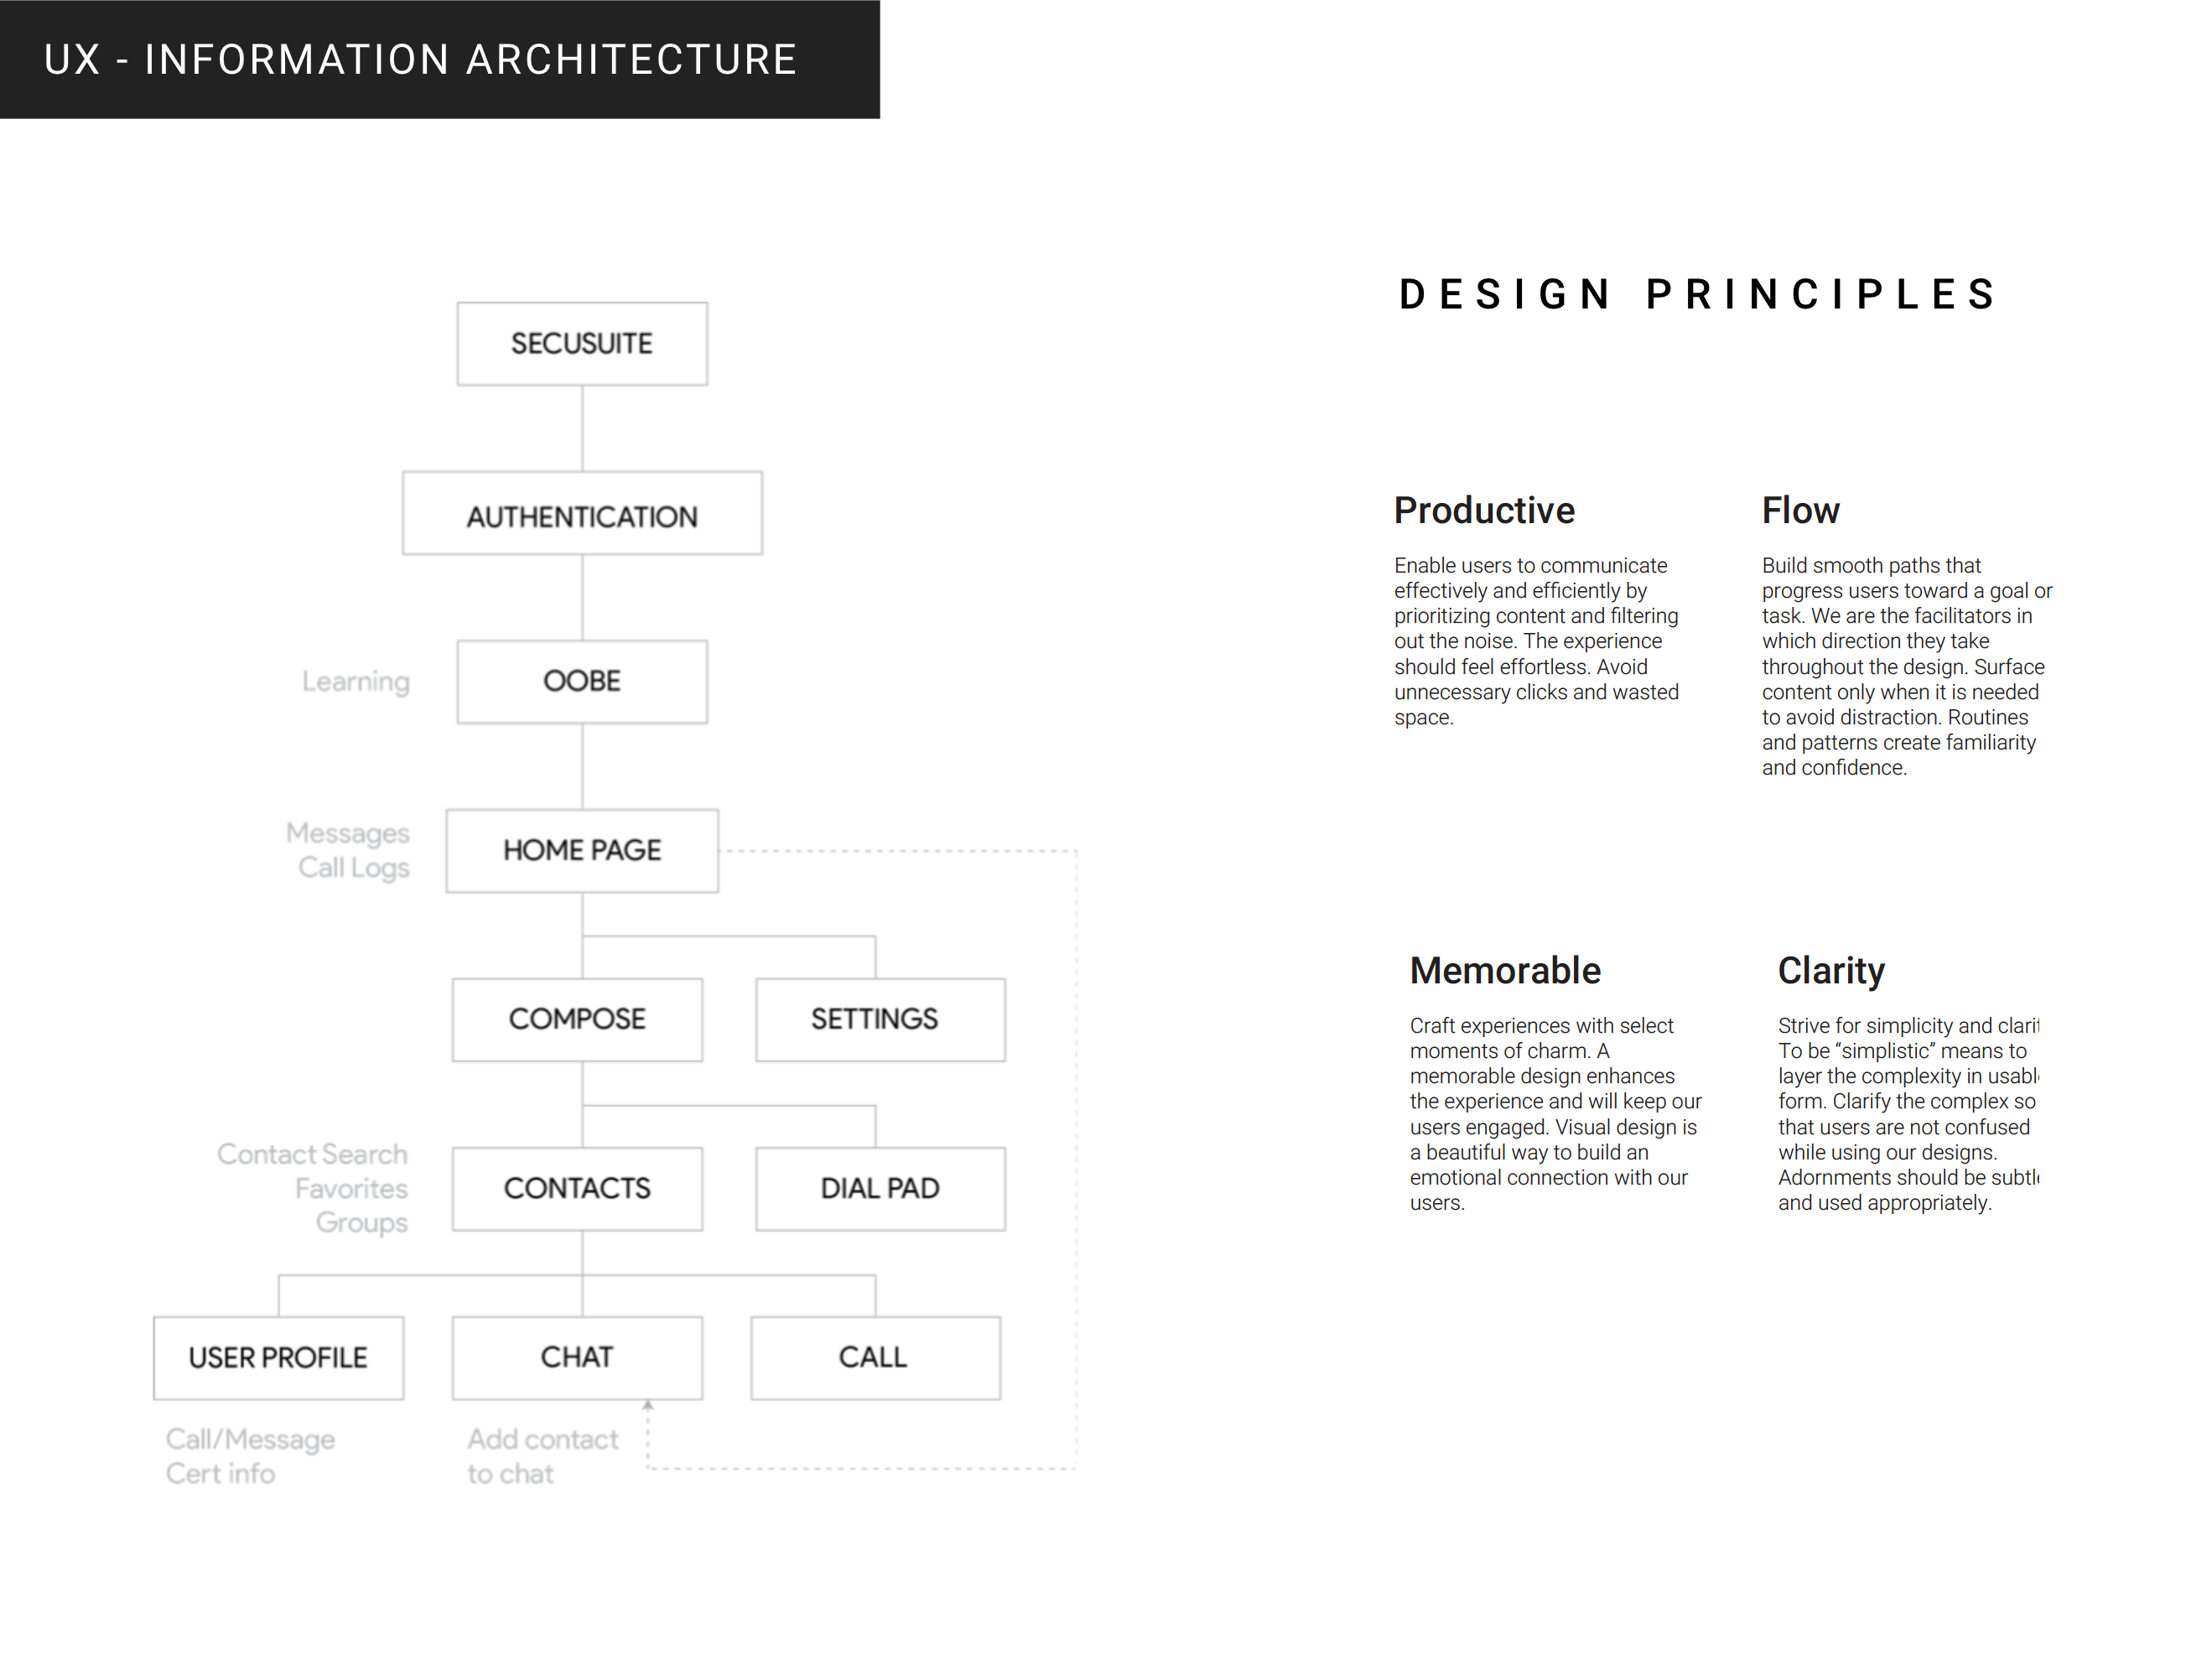 UX - INFORMATION ARCHITECTURE
SECUSUITE
AUTHENTICATION
Learning
OOBE
Messages
Call Logs
HOME PAGE
COMPOSE
SETTINGS
Contact Search
Favorites
Groups
CONTACTS
DIAL PAD
USER PROFILE
CHAT
CALL
Call/Message
Cert info
Add contact
to chat
DESIGN PRINCIPLES
Productive
Enable users to communicate
effectively and efficiently by
prioritizing content and filtering
out the noise. The experience
should feel effortless. Avoid
unnecessary clicks and wasted
space.
Flow
Build smooth paths that
progress users toward a goal or
task. We are the facilitators in
which direction they take
throughout the design. Surface
content only when it is needed
to avoid distraction. Routines
and patterns create familiarity
and confidence.
Memorable
Craft experiences with select
moments of charm. A
memorable design enhances
the experience and will keep our
users engaged. Visual design is
a beautiful way to build an
emotional connection with our
users.
Clarity
Strive for simplicity and clarit
To be “simplistic” means to
layer the complexity in usabl
form. Clarify the complex so
that users are not confused
while using our designs.
Adornments should be subtl
and used appropriately.